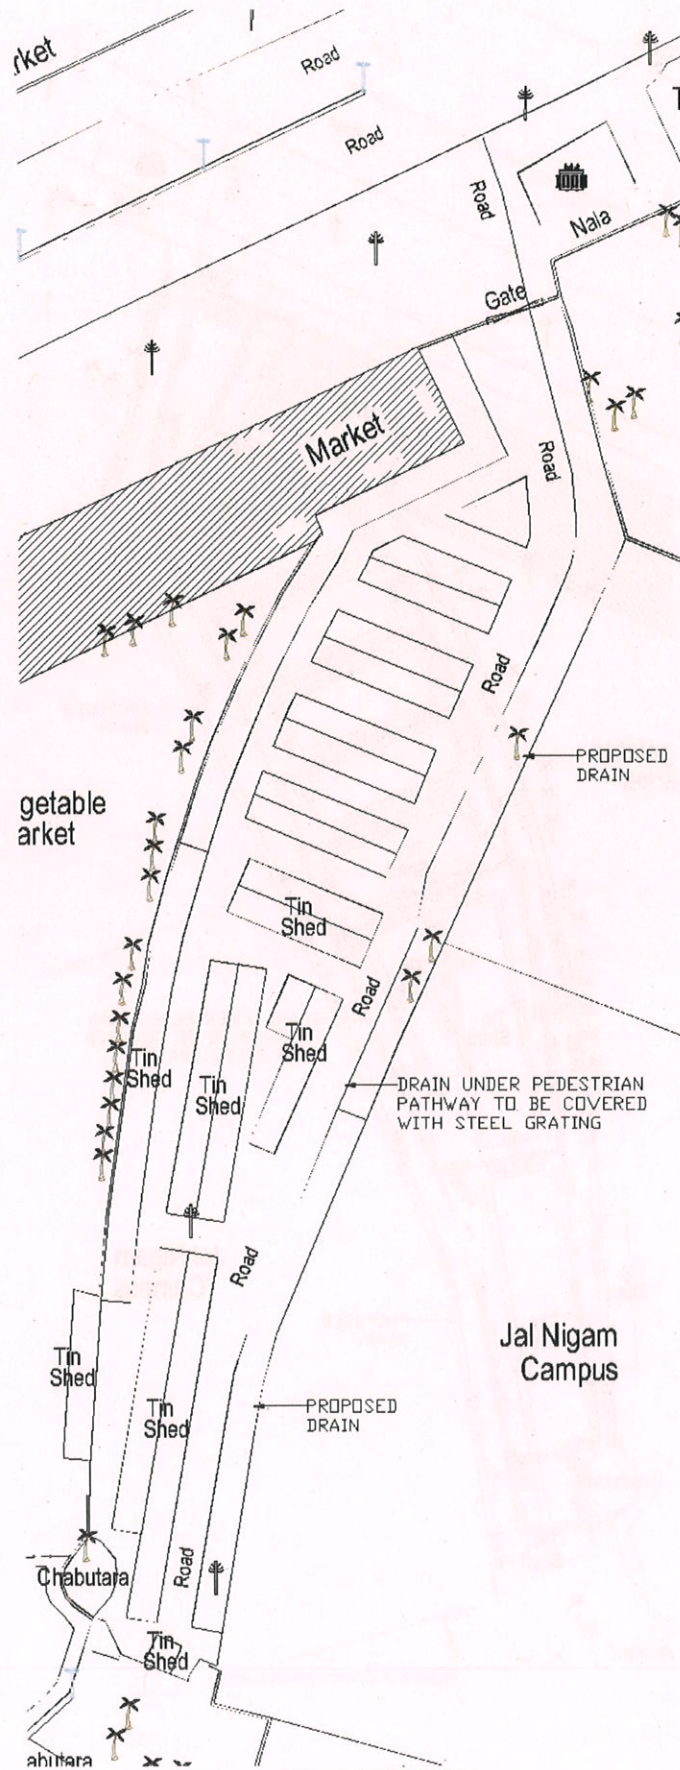 rket
Road
Road
Road
Nala
Gate
Market
Road
Road
PROPOSED
DRAIN
getable
arket
Tin
Shed
Road
Tin
Shed
Tin
Shed
Tin
Shed
DRAIN UNDER PEDESTRIAN
PATHWAY TO BE COVERED
WITH STEEL GRATING
Road
Jal Nigam
Campus
Tin
Shed
Tin
Shed
PROPOSED
DRAIN
Road
Chabutara
Tin
Shed
abutara